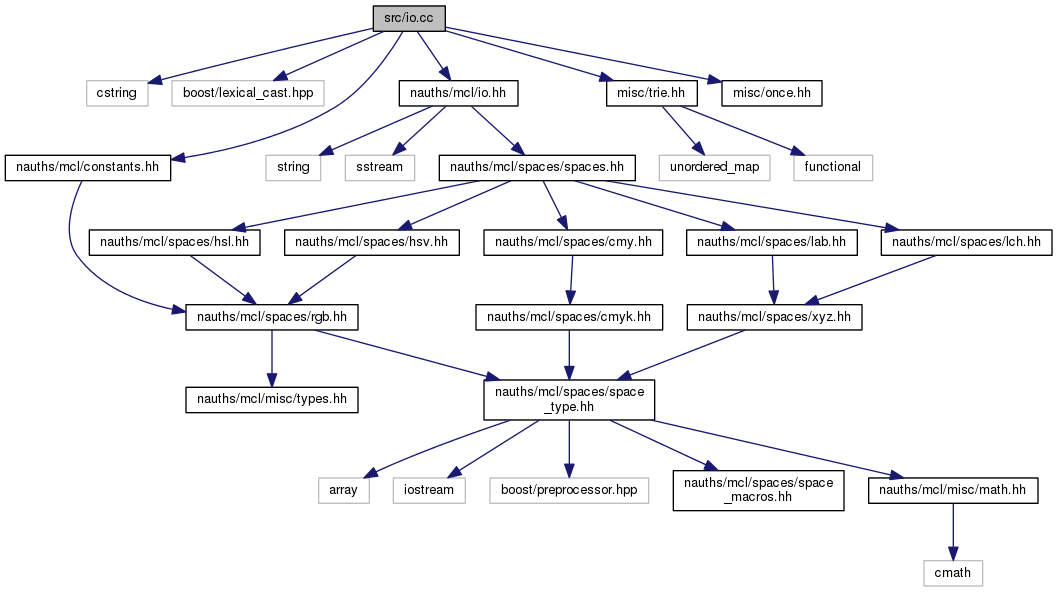 src/io.cc
cstring
boost/lexical_cast.hpp
nauths/mcl/io.hh
misc/trie.hh
misc/once.hh
nauths/mcl/constants.hh
string
sstream
nauths/mcl/spaces/spaces.hh
unordered_map
functional
nauths/mcl/spaces/hsl.hh
nauths/mcl/spaces/hsv.hh
nauths/mcl/spaces/cmy.hh
nauths/mcl/spaces/lab.hh
nauths/mcl/spaces/lch.hh
nauths/mcl/spaces/rgb.hh
nauths/mcl/spaces/cmyk.hh
nauths/mcl/spaces/xyz.hh
nauths/mcl/misc/types.hh
nauths/mcl/spaces/space
_type.hh
array
iostream
boost/preprocessor.hpp
nauths/mcl/spaces/space
_macros.hh
nauths/mcl/misc/math.hh
cmath